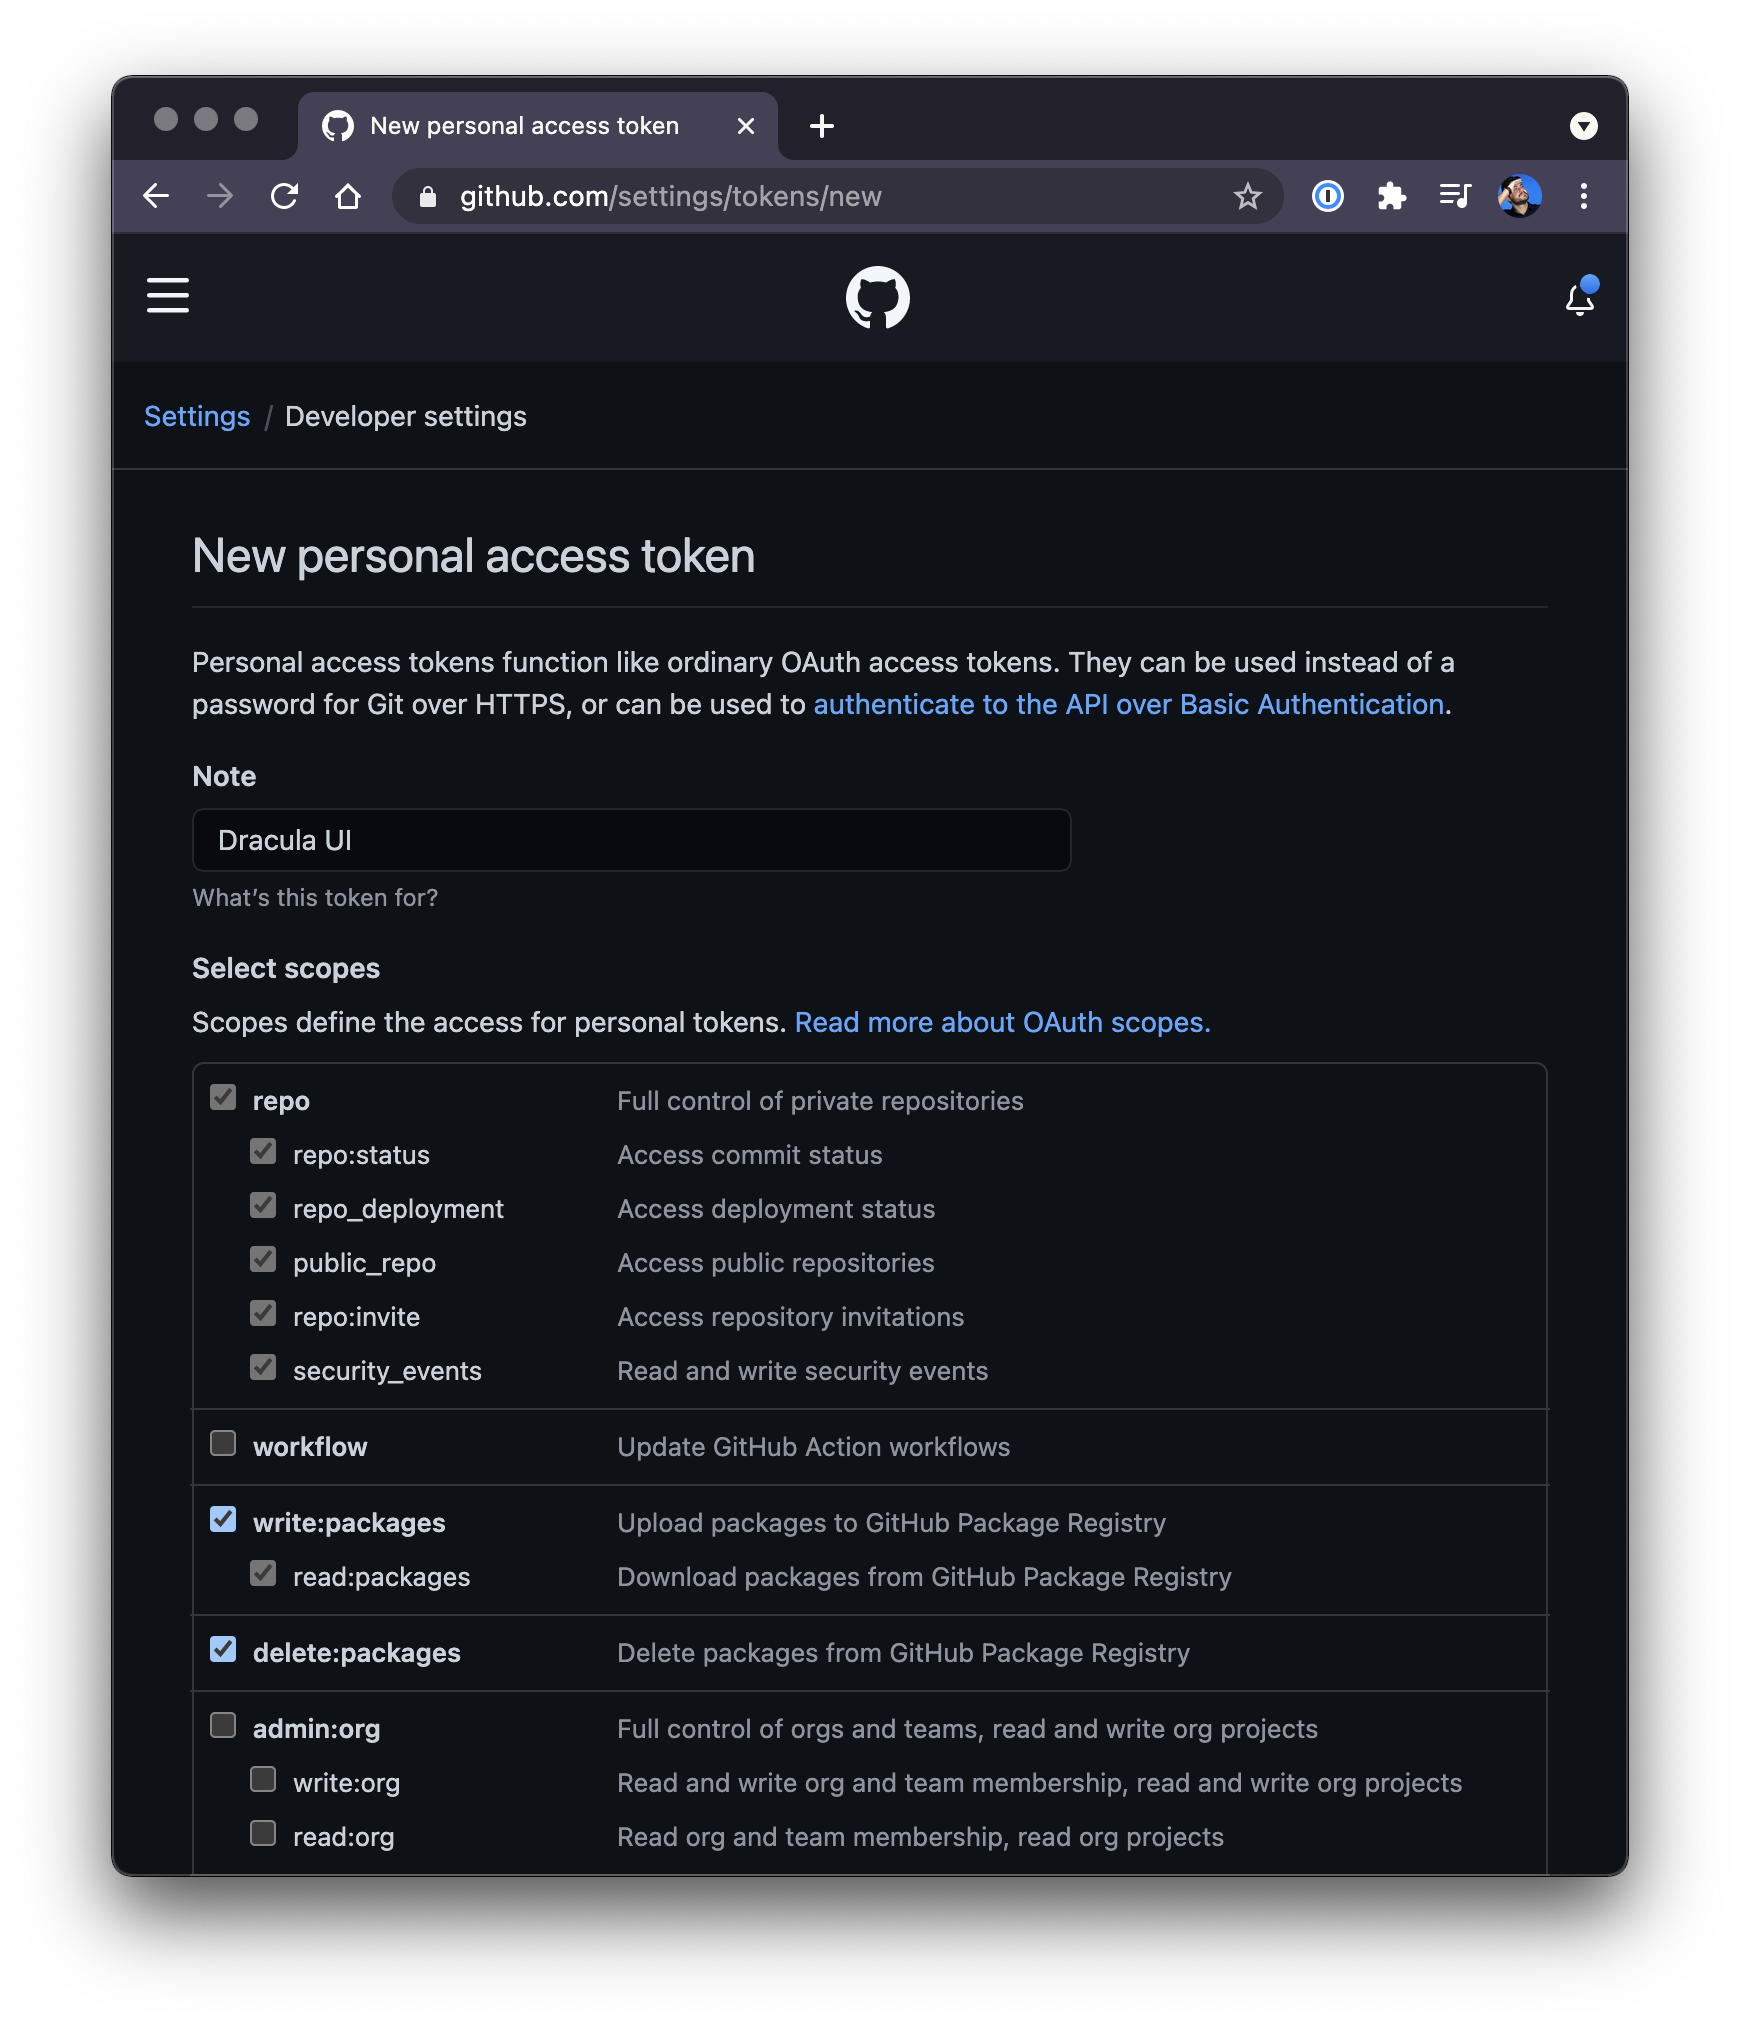 New personal access token
github.com/settings/tokens/new
Settings / Developer settings
New personal access token
Personal access tokens function like ordinary OAuth access tokens. They can be used instead of a
password for Git over HTTPS, or can be used to authenticate to the API over Basic Authentication.
Note
Dracula UI
What's this token for?
Select scopes
Scopes define the access for personal tokens. Read more about OAuth scopes.
repo Full control of private repositories
repo:status Access commit status
repo_deployment Access deployment status
public_repo Access public repositories
repo:invite Access repository invitations
security_events Read and write security events
workflow Update GitHub Action workflows
write:packages Upload packages to GitHub Package Registry
read:packages Download packages from GitHub Package Registry
delete:packages Delete packages from GitHub Package Registry
admin:org Full control of orgs and teams, read and write org projects
write:org Read and write org and team membership, read and write org projects
read:org Read org and team membership, read org projects